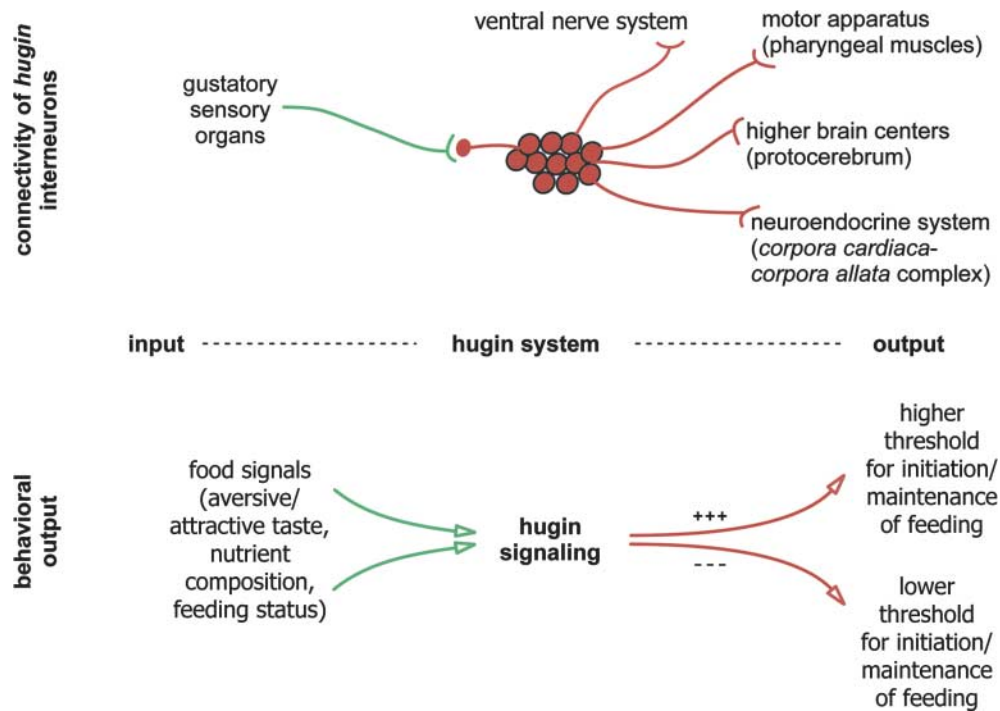 connectivity of hugin
interneurons
gustatory
sensory
organs
ventral nerve system
motor apparatus
(pharyngeal muscles)
higher brain centers
(protocerebrum)
neuroendocrine system
(corpora cardiaca-
corpora allata complex)
input
hugin system
output
behavioral
output
food signals
(aversive/
attractive taste,
nutrient
composition,
feeding status)
hugin
signaling
+++
---
higher
threshold
for initiation/
maintenance
of feeding
lower
threshold
for initiation/
maintenance
of feeding